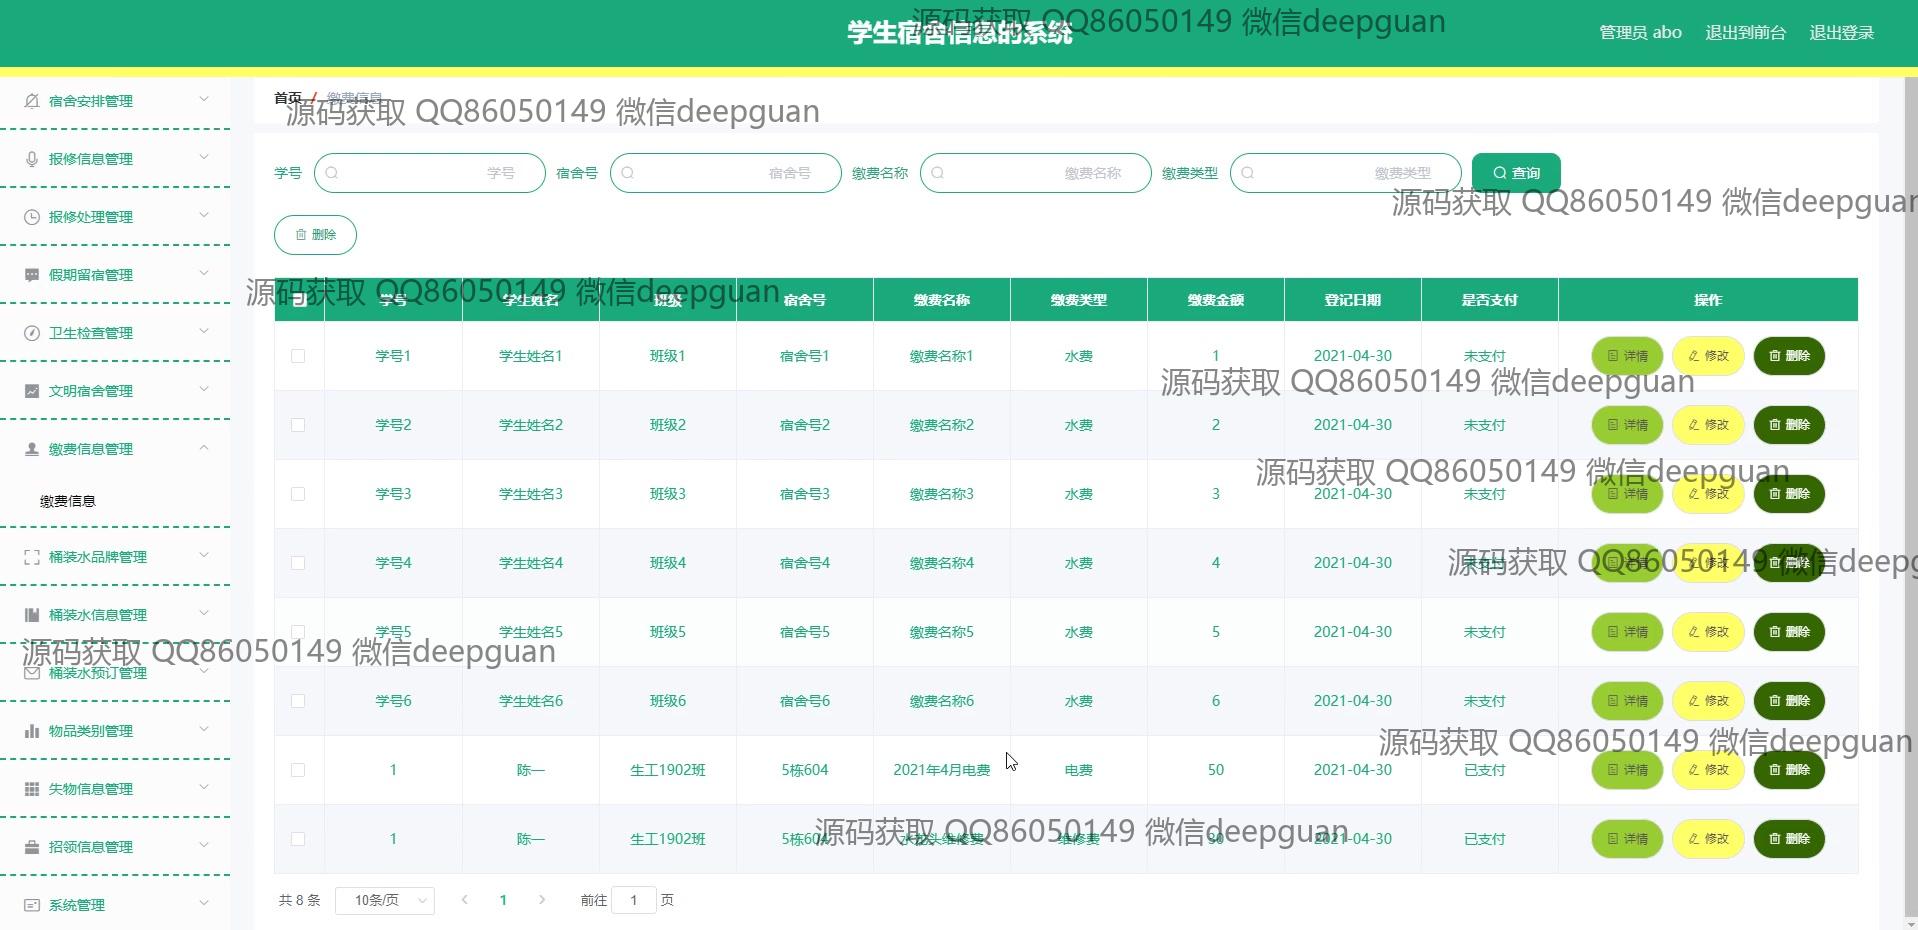 学生宿舍信息的系统
源码获取 QQ86050149 微信deepguan
管理员 abo 退出到前台 退出登录
宿舍安排管理
报修信息管理
报修处理管理
假期留宿管理
卫生检查管理
文明宿舍管理
缴费信息管理
缴费信息
桶装水品牌管理
桶装水信息管理
源码获取 QQ86050149 微信deepguan
桶装水预订管理
物品类别管理
失物信息管理
招领信息管理
系统管理
首页 / 缴费信息
源码获取 QQ86050149 微信deepguan
学号 学号 宿舍号 宿舍号 缴费名称 缴费名称 缴费类型 缴费类型 查询
源码获取 QQ86050149 微信deepguan
删除
源码获取 QQ86050149 微信deepguan
学号 学生姓名 班级 宿舍号 缴费名称 缴费类型 缴费金额 登记日期 是否支付 操作
学号1 学生姓名1 班级1 宿舍号1 缴费名称1 水费 1 2021-04-30 未支付 详情 修改 删除
源码获取 QQ86050149 微信deepguan
学号2 学生姓名2 班级2 宿舍号2 缴费名称2 水费 2 2021-04-30 未支付 详情 修改 删除
源码获取 QQ86050149 微信deepguan
学号3 学生姓名3 班级3 宿舍号3 缴费名称3 水费 3 2021-04-30 未支付 详情 修改 删除
学号4 学生姓名4 班级4 宿舍号4 缴费名称4 水费 4 2021-04-30 未支付 详情 修改 删除
源码获取 QQ86050149 微信deepg
学号5 学生姓名5 班级5 宿舍号5 缴费名称5 水费 5 2021-04-30 未支付 详情 修改 删除
学号6 学生姓名6 班级6 宿舍号6 缴费名称6 水费 6 2021-04-30 未支付 详情 修改 删除
源码获取 QQ86050149 微信deepguan
1 陈一 生工1902班 5栋604 2021年4月电费 电费 50 2021-04-30 已支付 详情 修改 删除
源码获取 QQ86050149 微信deepguan
1 陈一 生工1902班 5栋604 水龙头维修费 维修费 30 2021-04-30 已支付 详情 修改 删除
共 8 条 10条/页 1 前往 1 页